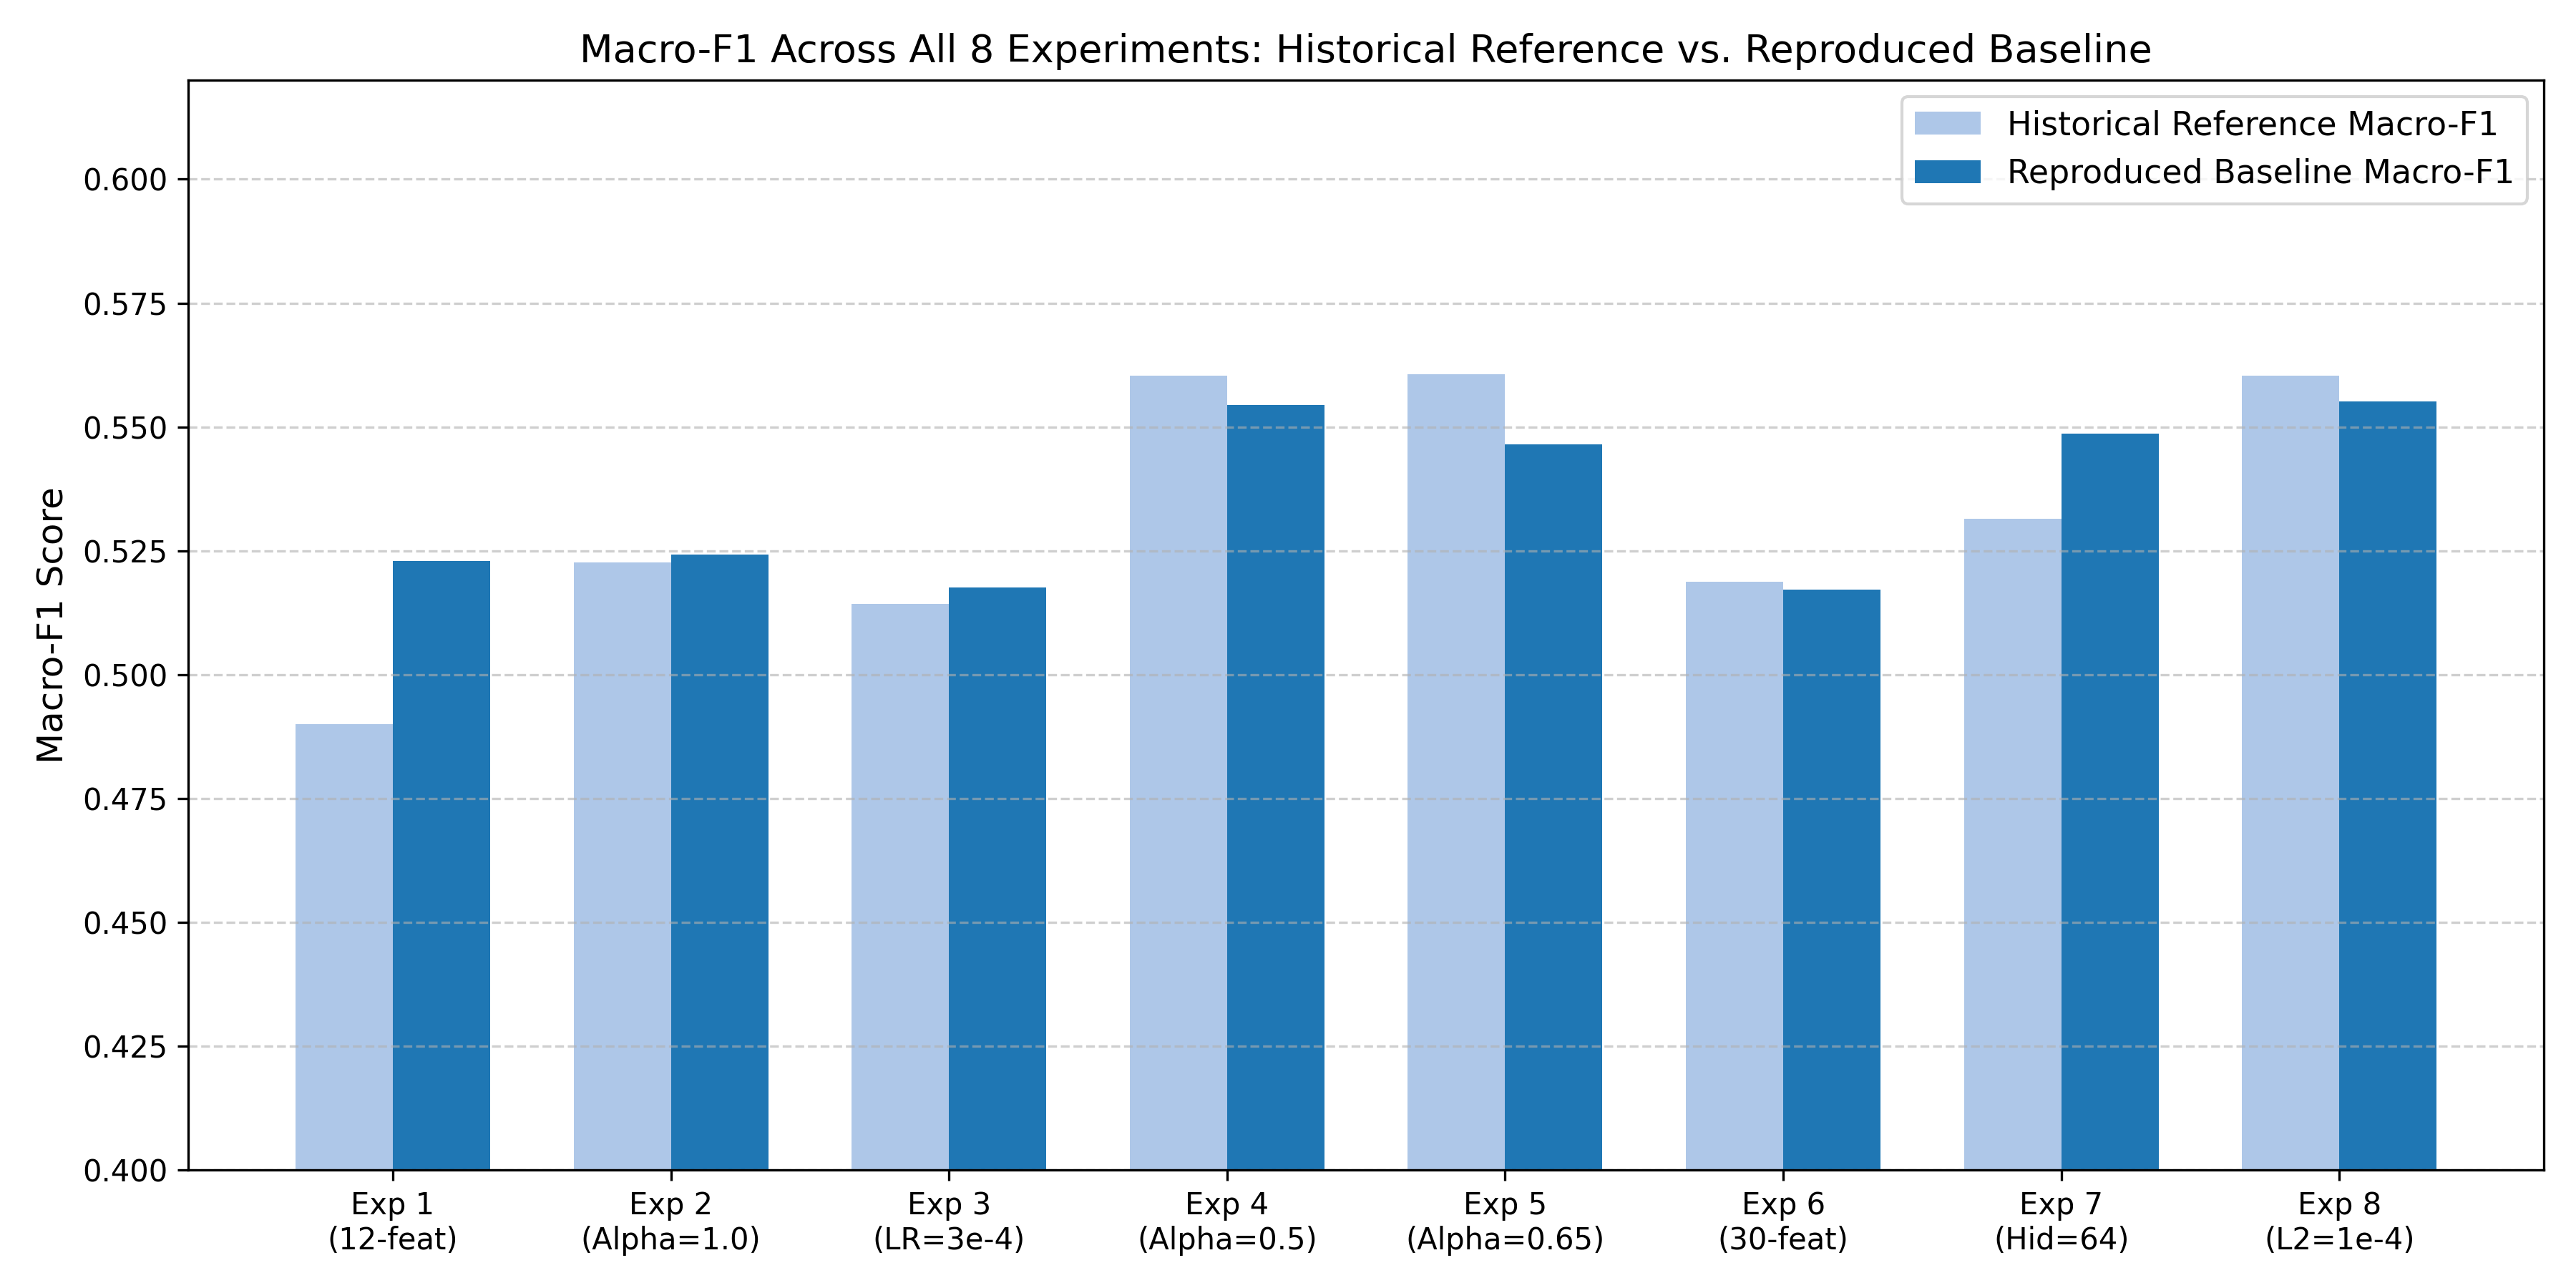 Macro-F1 Across All 8 Experiments: Historical Reference vs. Reproduced Baseline
Historical Reference Macro-F1
Reproduced Baseline Macro-F1
Macro-F1 Score
0.600
0.575
0.550
0.525
0.500
0.475
0.450
0.425
0.400
Exp 1
(12-feat)
Exp 2
(Alpha=1.0)
Exp 3
(LR=3e-4)
Exp 4
(Alpha=0.5)
Exp 5
(Alpha=0.65)
Exp 6
(30-feat)
Exp 7
(Hid=64)
Exp 8
(L2=1e-4)